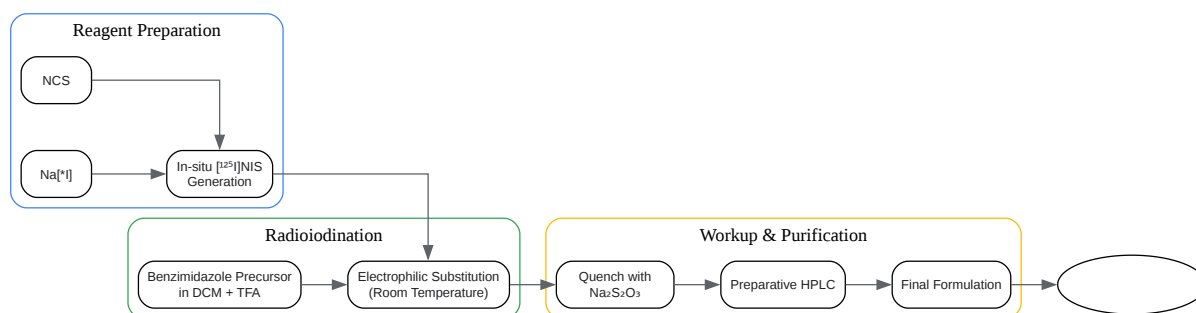 Reagent Preparation
NCS
Na[*I]
In-situ [¹²⁵I]NIS
Generation
Radioiodination
Benzimidazole Precursor
in DCM + TFA
Electrophilic Substitution
(Room Temperature)
Workup & Purification
Quench with
Na₂S₂O₃
Preparative HPLC
Final Formulation